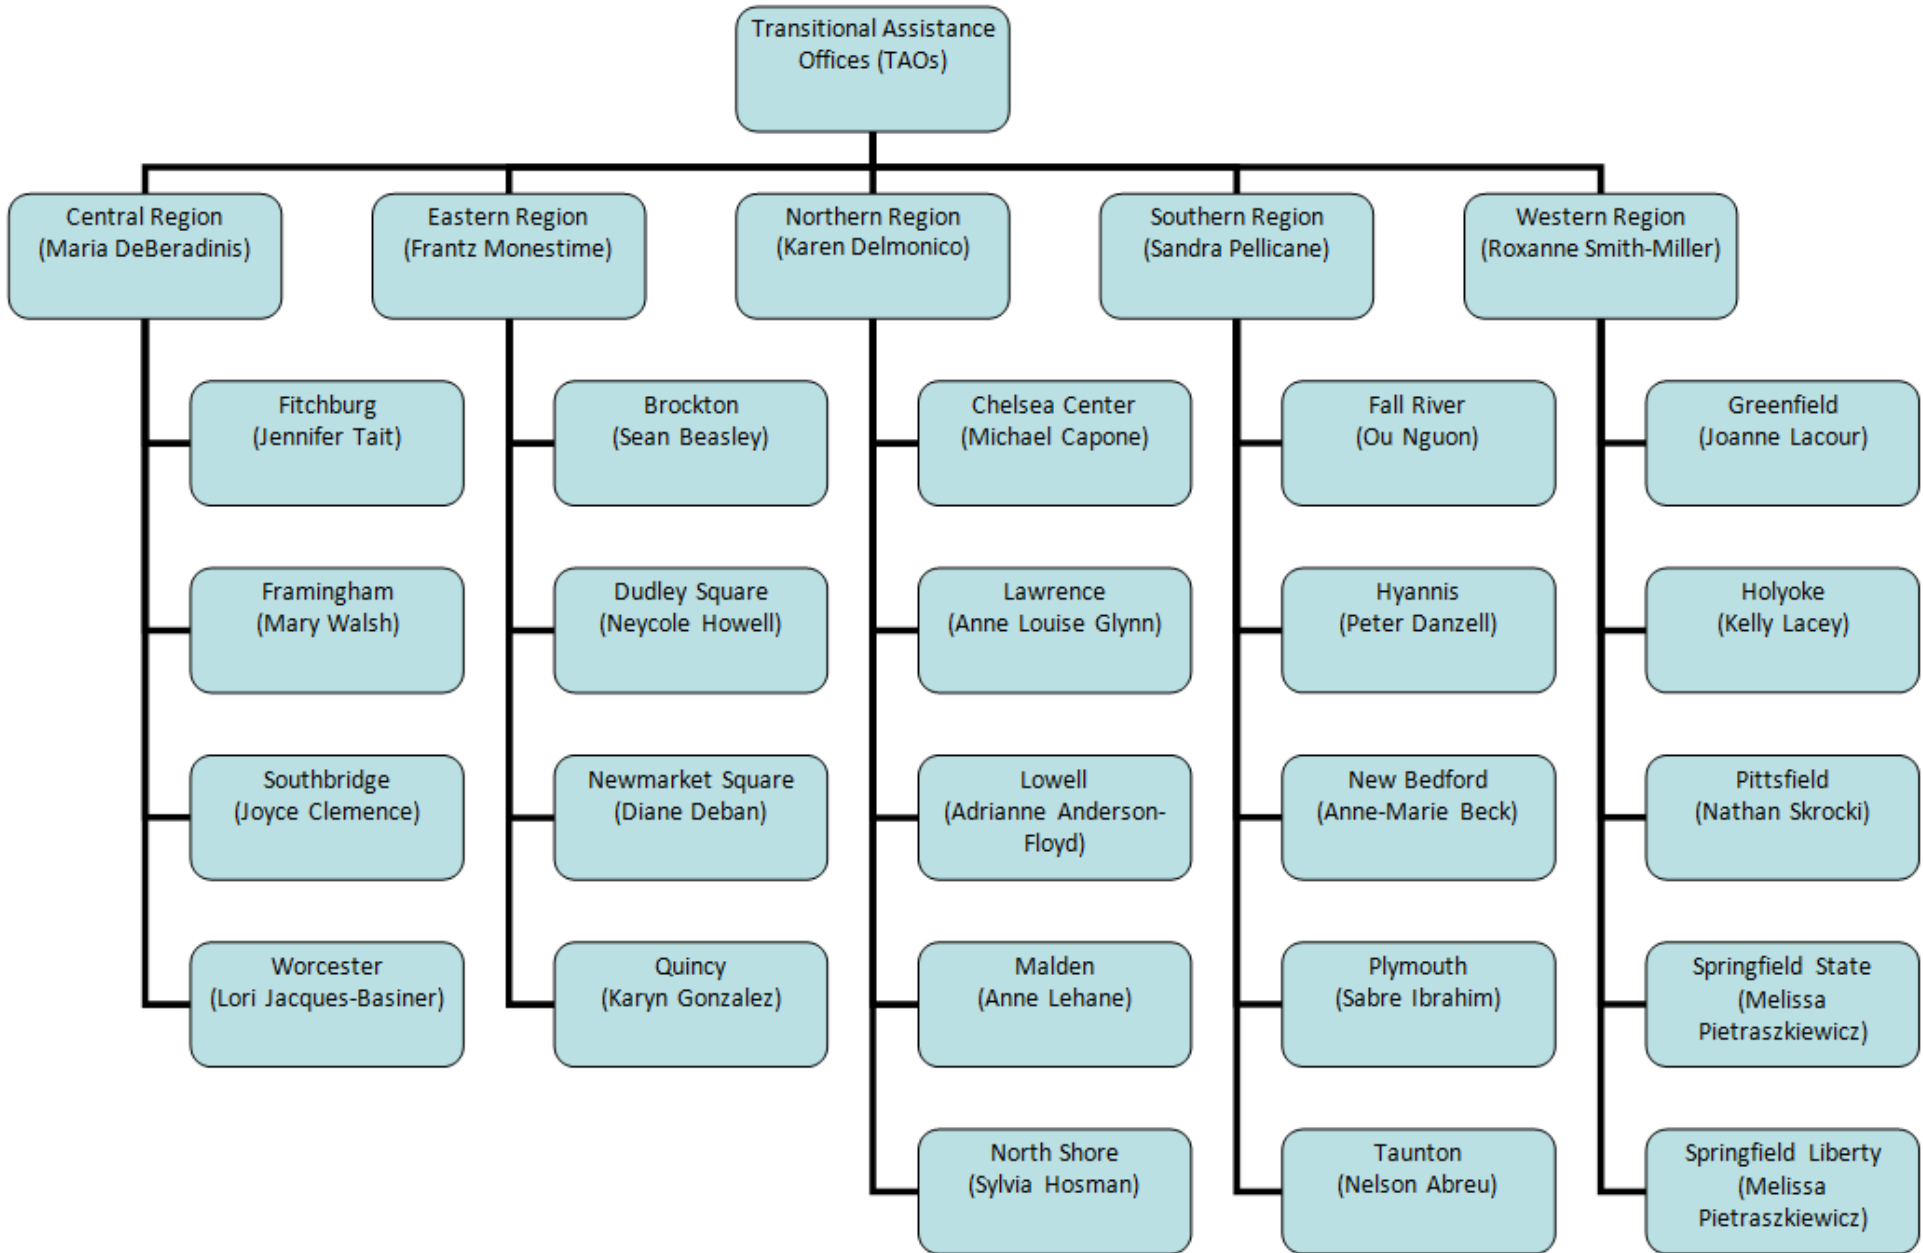 Transitional Assistance
Offices (TAOs)
Central Region
(Maria DeBeradinis)
Eastern Region
(Frantz Monestime)
Northern Region
(Karen Delmonico)
Southern Region
(Sandra Pellicane)
Western Region
(Roxanne Smith-Miller)
Fitchburg
(Jennifer Tait)
Framingham
(Mary Walsh)
Southbridge
(Joyce Clemence)
Worcester
(Lori Jacques-Basiner)
Brockton
(Sean Beasley)
Dudley Square
(Neycole Howell)
Newmarket Square
(Diane Deban)
Quincy
(Karyn Gonzalez)
Chelsea Center
(Michael Capone)
Lawrence
(Anne Louise Glynn)
Lowell
(Adrianne Anderson-
Floyd)
Malden
(Anne Lehane)
North Shore
(Sylvia Hosman)
Fall River
(Ou Nguon)
Hyannis
(Peter Danzell)
New Bedford
(Anne-Marie Beck)
Plymouth
(Sabre Ibrahim)
Taunton
(Nelson Abreu)
Greenfield
(Joanne Lacour)
Holyoke
(Kelly Lacey)
Pittsfield
(Nathan Skrocki)
Springfield State
(Melissa
Pietraszkiewicz)
Springfield Liberty
(Melissa
Pietraszkiewicz)